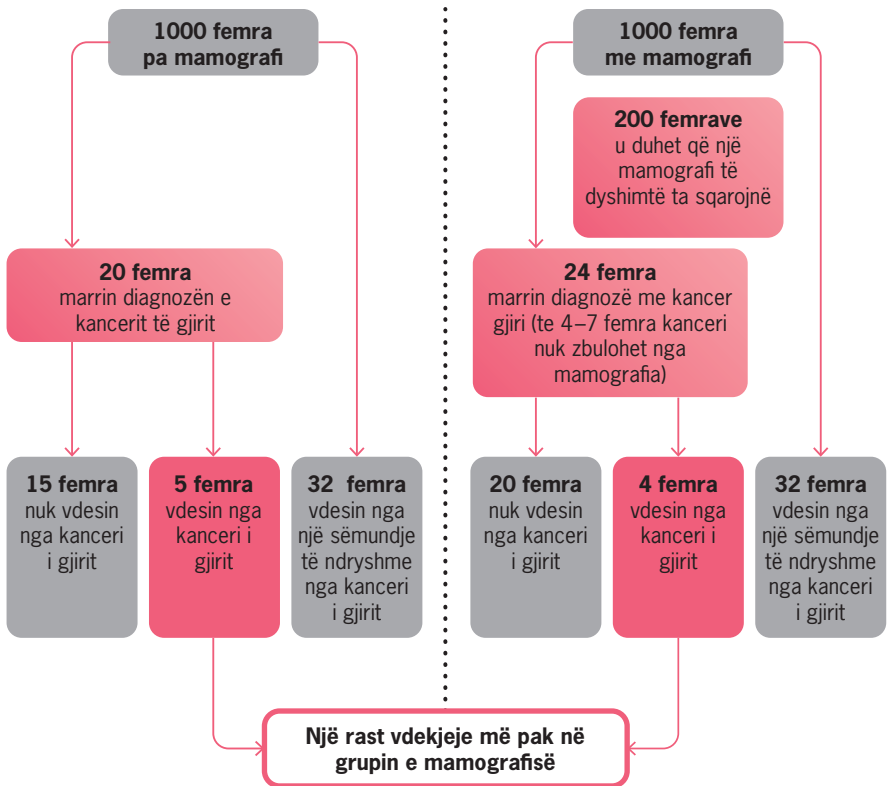 1000 femra
pa mamografi
20 femra
marrin diagnozën e
kancerit të gjirit
15 femra
nuk vdesin
nga kanceri
i gjirit
5 femra
vdesin nga
kanceri i
gjirit
32 femra
vdesin nga
një sëmundje
të ndryshme
nga kanceri
i gjirit
1000 femra
me mamografi
200 femrave
u duhet që një
mamografi të
dyshimtë ta sqarojnë
24 femra
marrin diagnozë me kancer
gjiri (te 4–7 femra kanceri
nuk zbulohet nga
mamografia)
20 femra
nuk vdesin
nga kanceri
i gjirit
4 femra
vdesin nga
kanceri i
gjirit
32 femra
vdesin nga
një sëmundje
të ndryshme
nga kanceri
i gjirit
Një rast vdekjeje më pak në
grupin e mamografisë